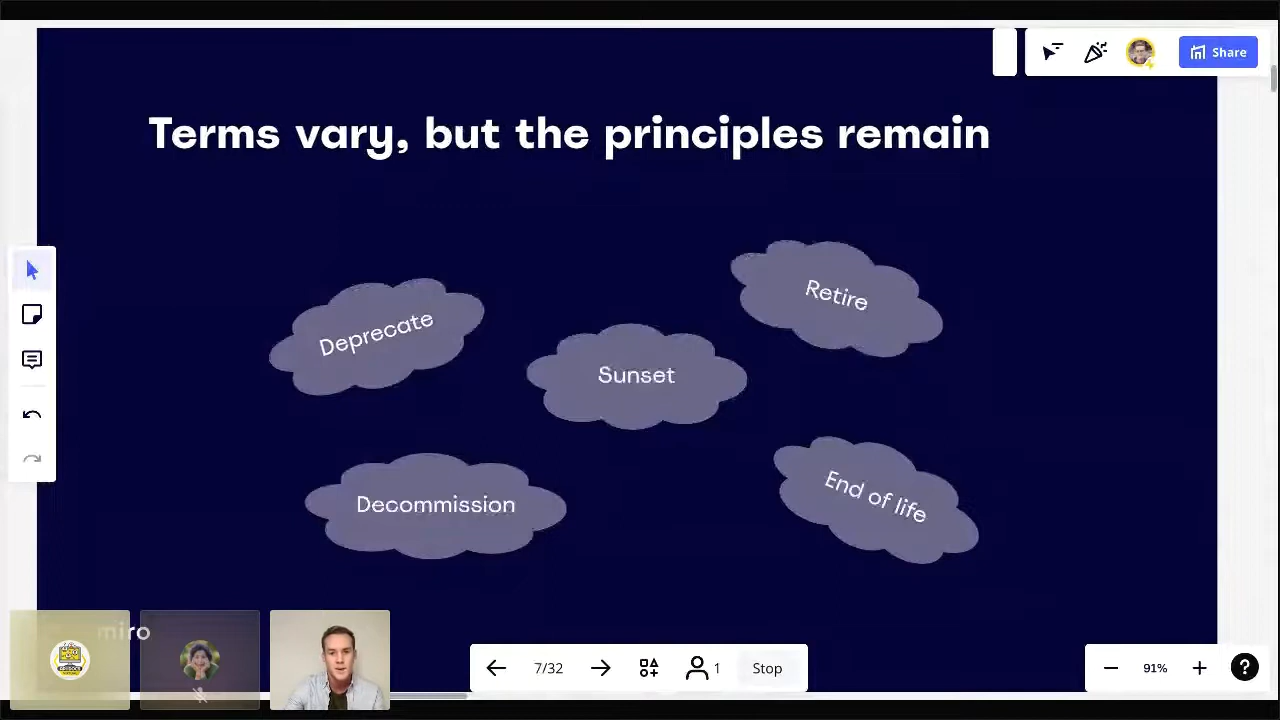 Share
Terms vary, but the principles remain
Retire
Deprecate
Sunset
End of life
Decommission
miro
7/32
1
Stop
91%
?